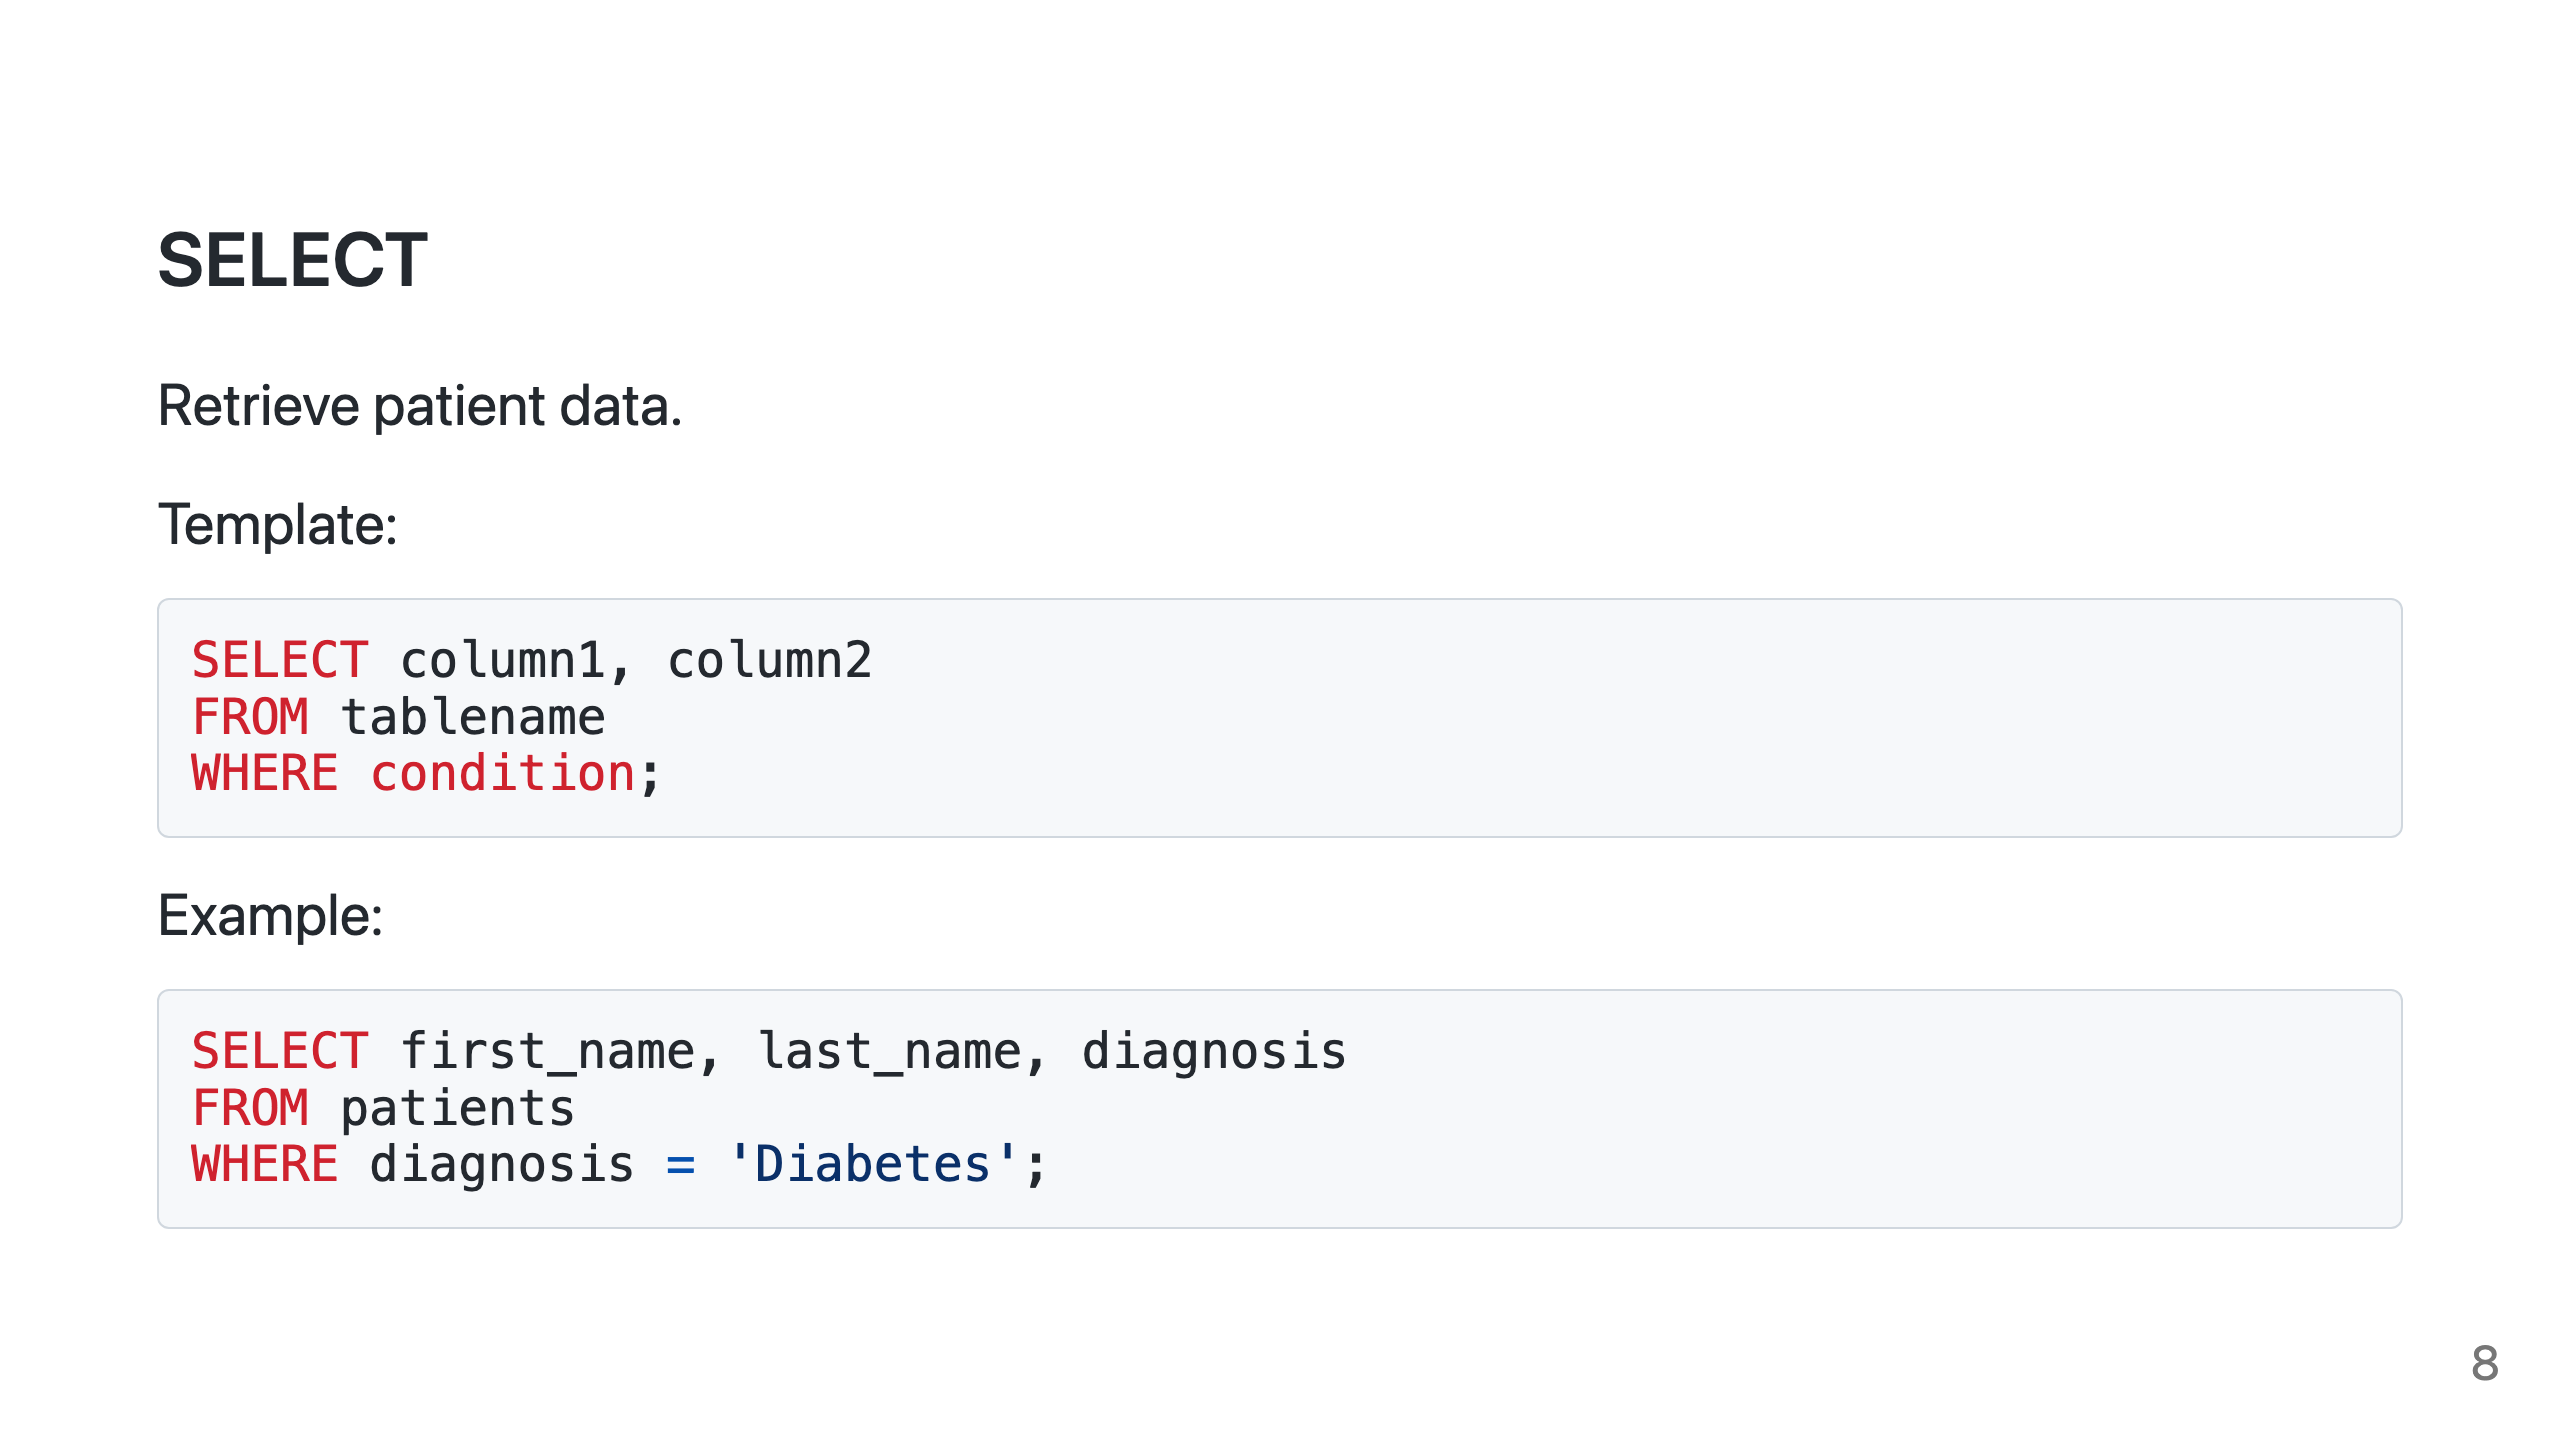 SELECT
Retrieve patient data.
Template:
SELECT column1, column2
FROM tablename
WHERE condition;
Example:
SELECT first_name, last_name, diagnosis
FROM patients
WHERE diagnosis = 'Diabetes';
8